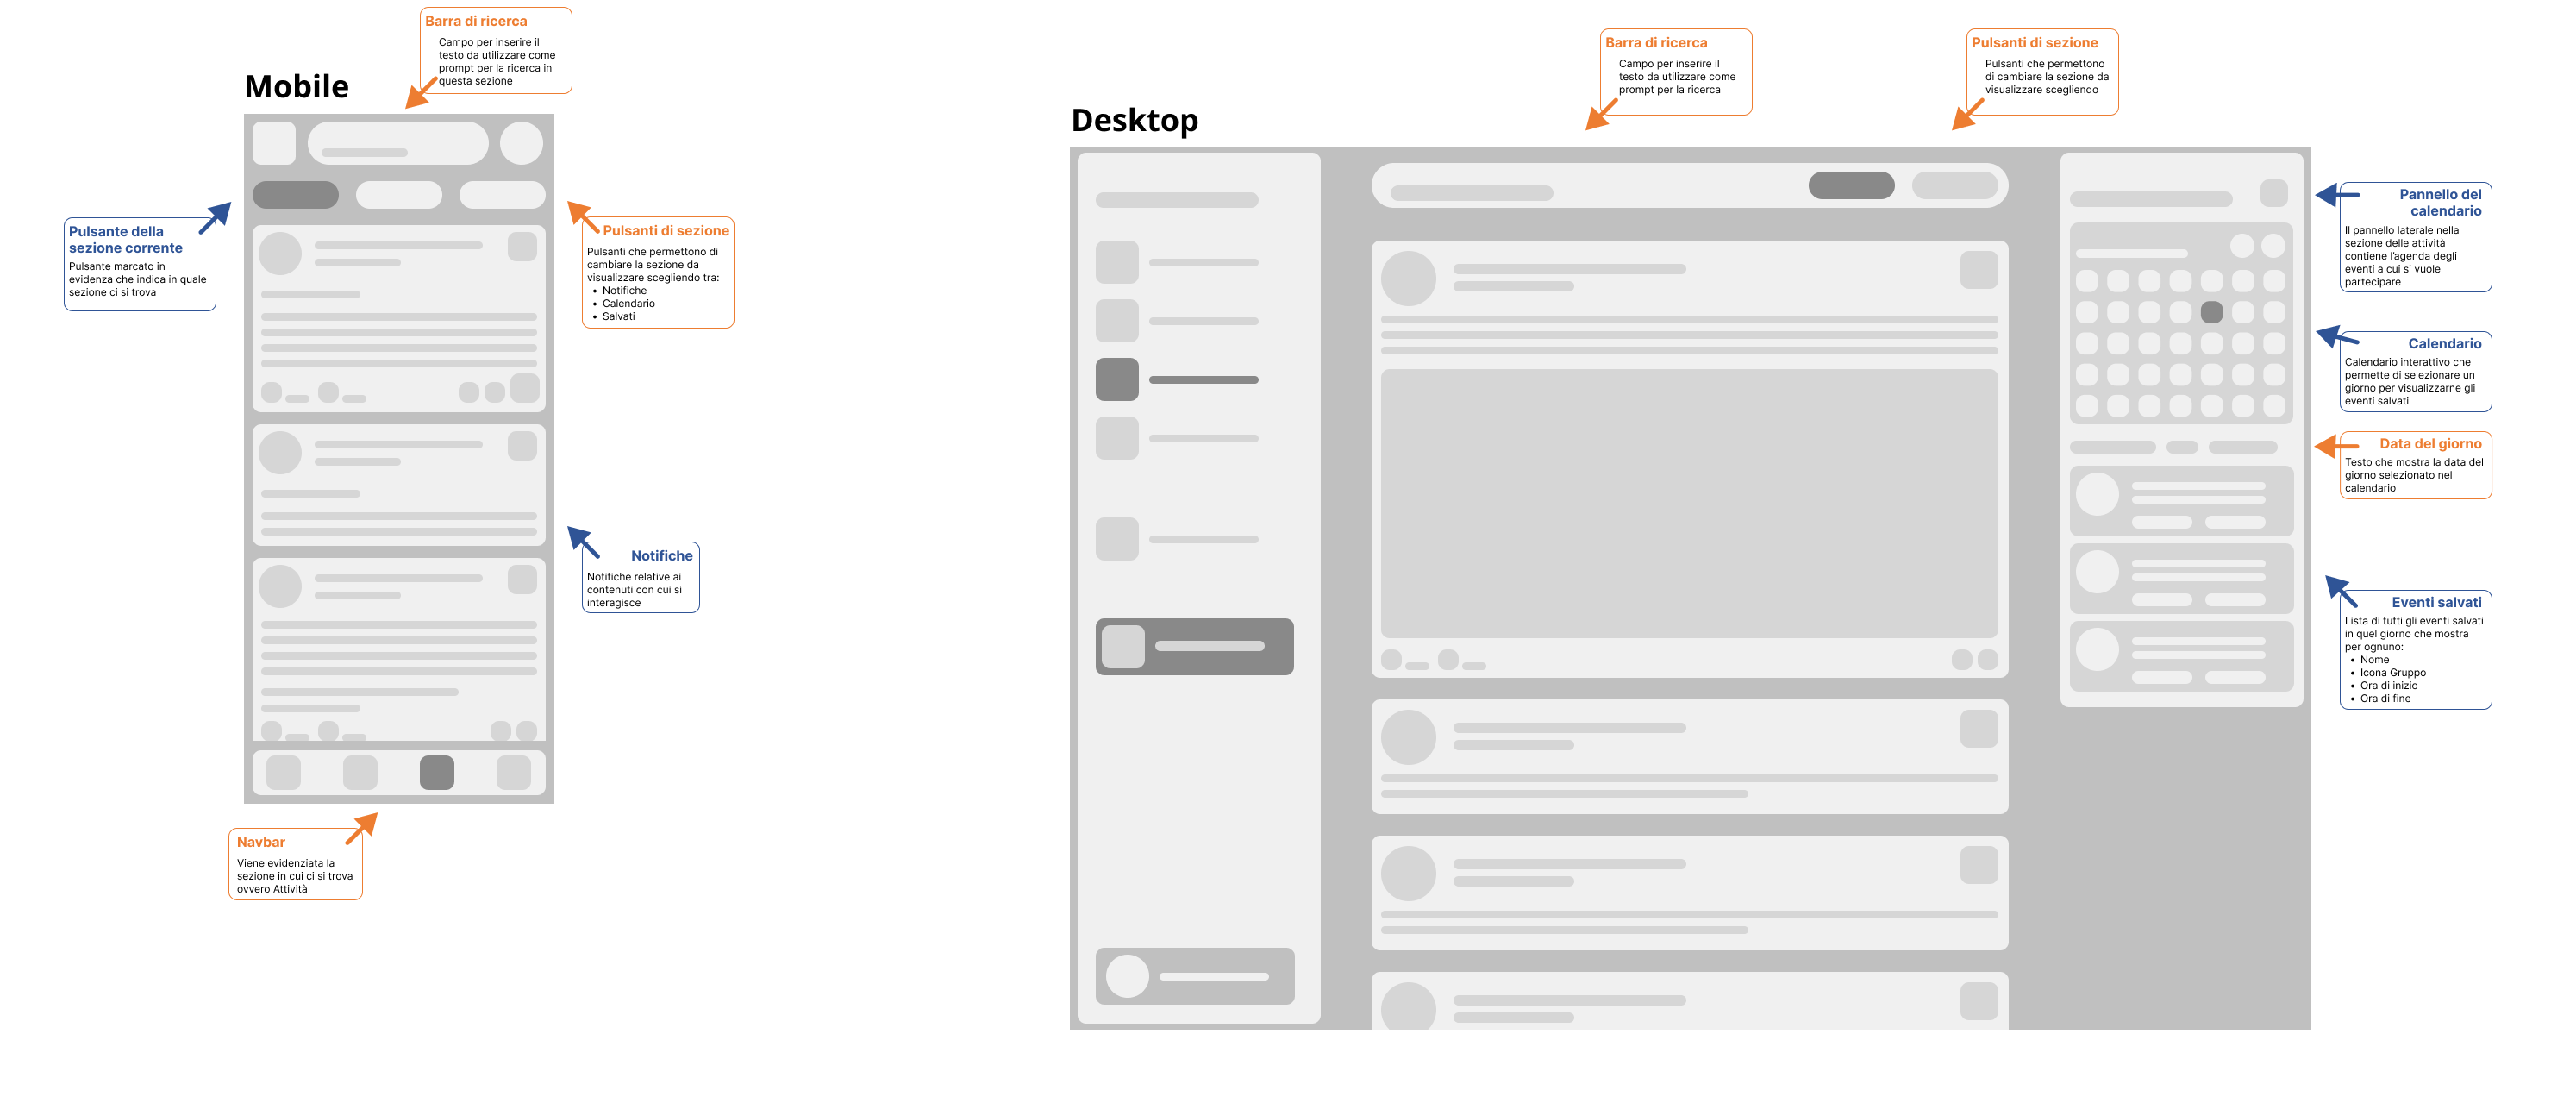 Barra di ricerca
Campo per inserire il
testo da utilizzare come
prompt per la ricerca in
questa sezione
Mobile
Pulsante della
sezione corrente
Pulsante marcato in
evidenza che indica in quale
sezione ci si trova
Pulsanti di sezione
Pulsanti che permettono di
cambiare la sezione da
visualizzare scegliendo tra:
• Notifiche
• Calendario
• Salvati
Notifiche
Notifiche relative ai
contenuti con cui si
interagisce
Navbar
Viene evidenziata la
sezione in cui ci si trova
ovvero Attività
Barra di ricerca
Campo per inserire il
testo da utilizzare come
prompt per la ricerca
Pulsanti di sezione
Pulsanti che permettono
di cambiare la sezione da
visualizzare scegliendo
Desktop
Pannello del
calendario
Il pannello laterale nella
sezione delle attività
contiene l'agenda degli
eventi a cui si vuole
partecipare
Calendario
Calendario interattivo che
permette di selezionare un
giorno per visualizzarne gli
eventi salvati
Data del giorno
Testo che mostra la data del
giorno selezionato nel
calendario
Eventi salvati
Lista di tutti gli eventi salvati
in quel giorno che mostra
per ognuno:
• Nome
• Icona Gruppo
• Ora di inizio
• Ora di fine